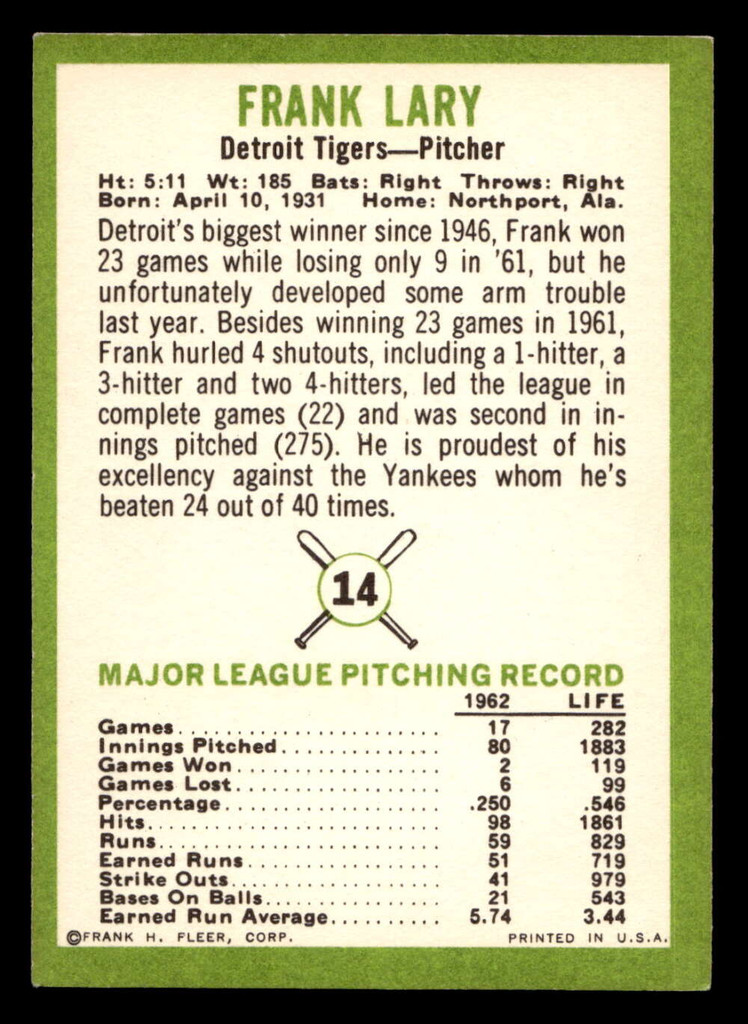 FRANK LARY
Detroit Tigers—Pitcher
Ht: 5:11 Wt: 185 Bats: Right Throws: Right
Born: April 10, 1931 Home: Northport, Ala.
Detroit's biggest winner since 1946, Frank won
23 games while losing only 9 in '61, but he
unfortunately developed some arm trouble
last year. Besides winning 23 games in 1961,
Frank hurled 4 shutouts, including a 1-hitter, a
3-hitter and two 4-hitters, led the league in
complete games (22) and was second in in-
nings pitched (275). He is proudest of his
excellency against the Yankees whom he's
beaten 24 out of 40 times.
14
MAJOR LEAGUE PITCHING RECORD
1962 LIFE
Games 17 282
Innings Pitched 80 1883
Games Won 2 119
Games Lost 6 99
Percentage .250 .546
Hits 98 1861
Runs 59 829
Earned Runs 51 719
Strike Outs 41 979
Bases On Balls 21 543
Earned Run Average 5.74 3.44
©FRANK H. FLEER, CORP. PRINTED IN U.S.A.